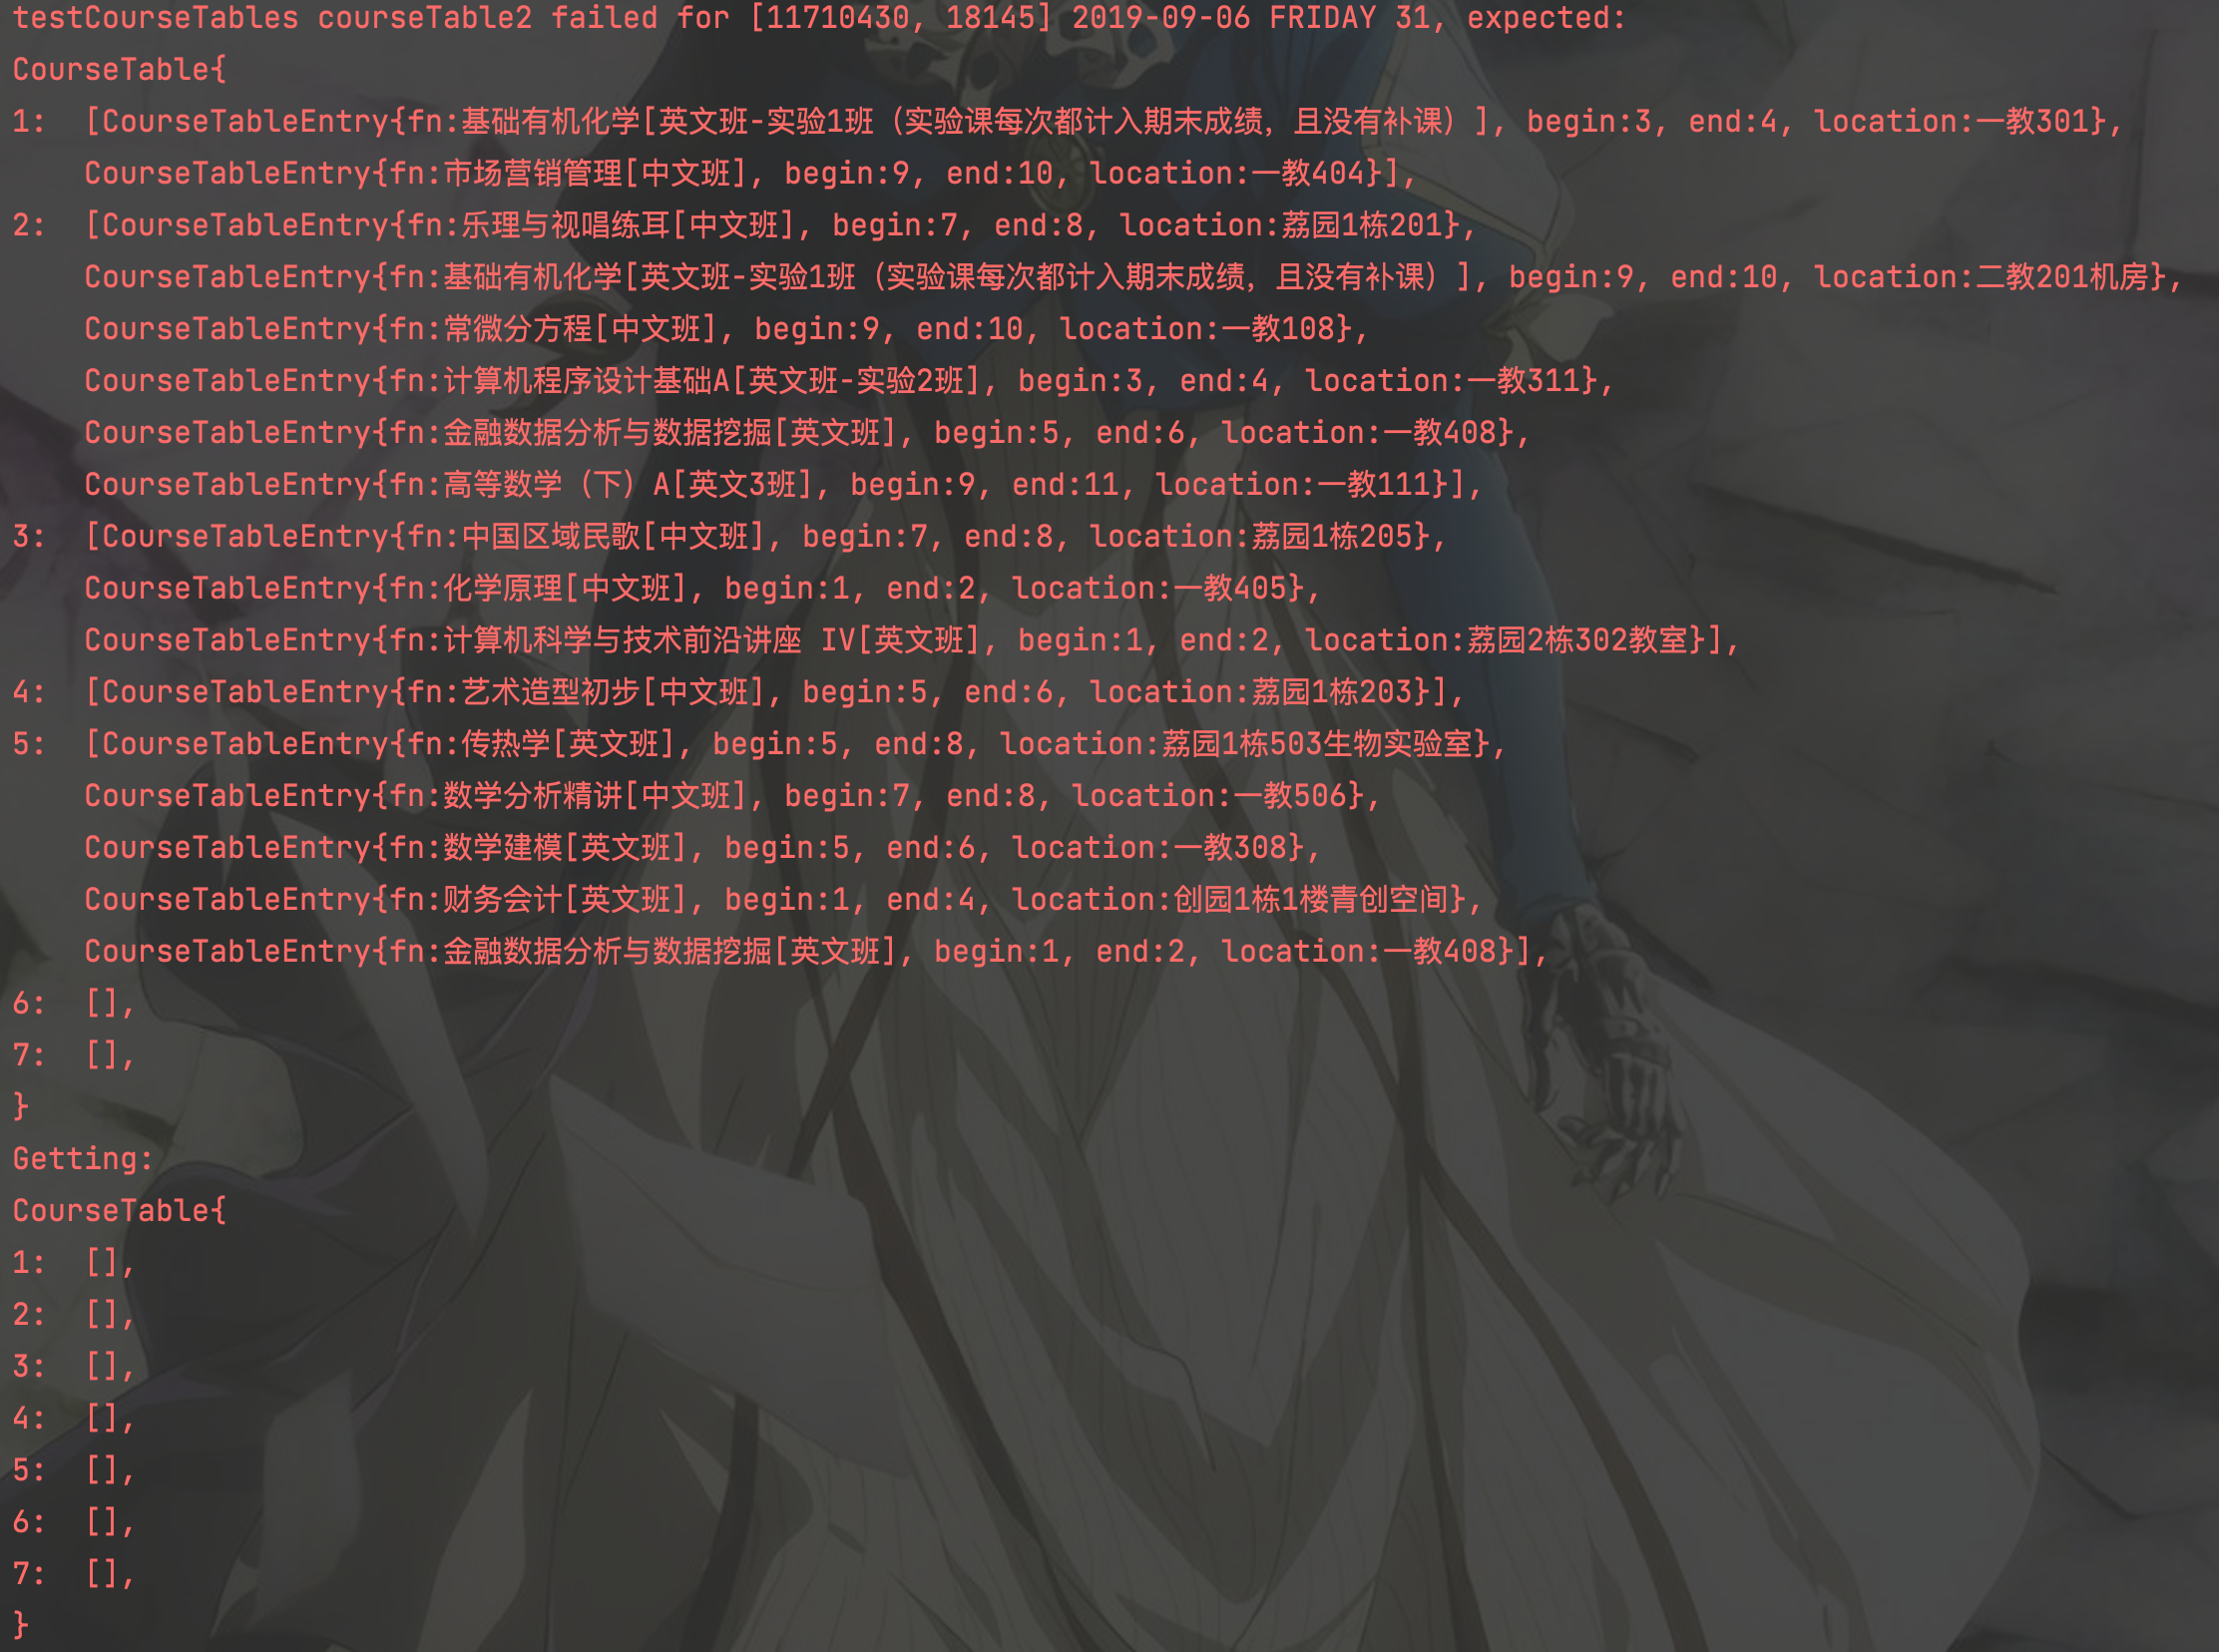 testCourseTables courseTable2 failed for [11710430, 18145] 2019-09-06 FRIDAY 31, expected:
CourseTable{
1:  [CourseTableEntry{fn:基础有机化学[英文班-实验1班（实验课每次都计入期末成绩，且没有补课）], begin:3, end:4, location:一教301},
    CourseTableEntry{fn:市场营销管理[中文班], begin:9, end:10, location:一教404}],
2:  [CourseTableEntry{fn:乐理与视唱练耳[中文班], begin:7, end:8, location:荔园1栋201},
    CourseTableEntry{fn:基础有机化学[英文班-实验1班（实验课每次都计入期末成绩，且没有补课）], begin:9, end:10, location:二教201机房},
    CourseTableEntry{fn:常微分方程[中文班], begin:9, end:10, location:一教108},
    CourseTableEntry{fn:计算机程序设计基础A[英文班-实验2班], begin:3, end:4, location:一教311},
    CourseTableEntry{fn:金融数据分析与数据挖掘[英文班], begin:5, end:6, location:一教408},
    CourseTableEntry{fn:高等数学（下）A[英文3班], begin:9, end:11, location:一教111}],
3:  [CourseTableEntry{fn:中国区域民歌[中文班], begin:7, end:8, location:荔园1栋205},
    CourseTableEntry{fn:化学原理[中文班], begin:1, end:2, location:一教405},
    CourseTableEntry{fn:计算机科学与技术前沿讲座 IV[英文班], begin:1, end:2, location:荔园2栋302教室}],
4:  [CourseTableEntry{fn:艺术造型初步[中文班], begin:5, end:6, location:荔园1栋203}],
5:  [CourseTableEntry{fn:传热学[英文班], begin:5, end:8, location:荔园1栋503生物实验室},
    CourseTableEntry{fn:数学分析精讲[中文班], begin:7, end:8, location:一教506},
    CourseTableEntry{fn:数学建模[英文班], begin:5, end:6, location:一教308},
    CourseTableEntry{fn:财务会计[英文班], begin:1, end:4, location:创园1栋1楼青创空间},
    CourseTableEntry{fn:金融数据分析与数据挖掘[英文班], begin:1, end:2, location:一教408}],
6:  [],
7:  [],
}
Getting:
CourseTable{
1:  [],
2:  [],
3:  [],
4:  [],
5:  [],
6:  [],
7:  [],
}